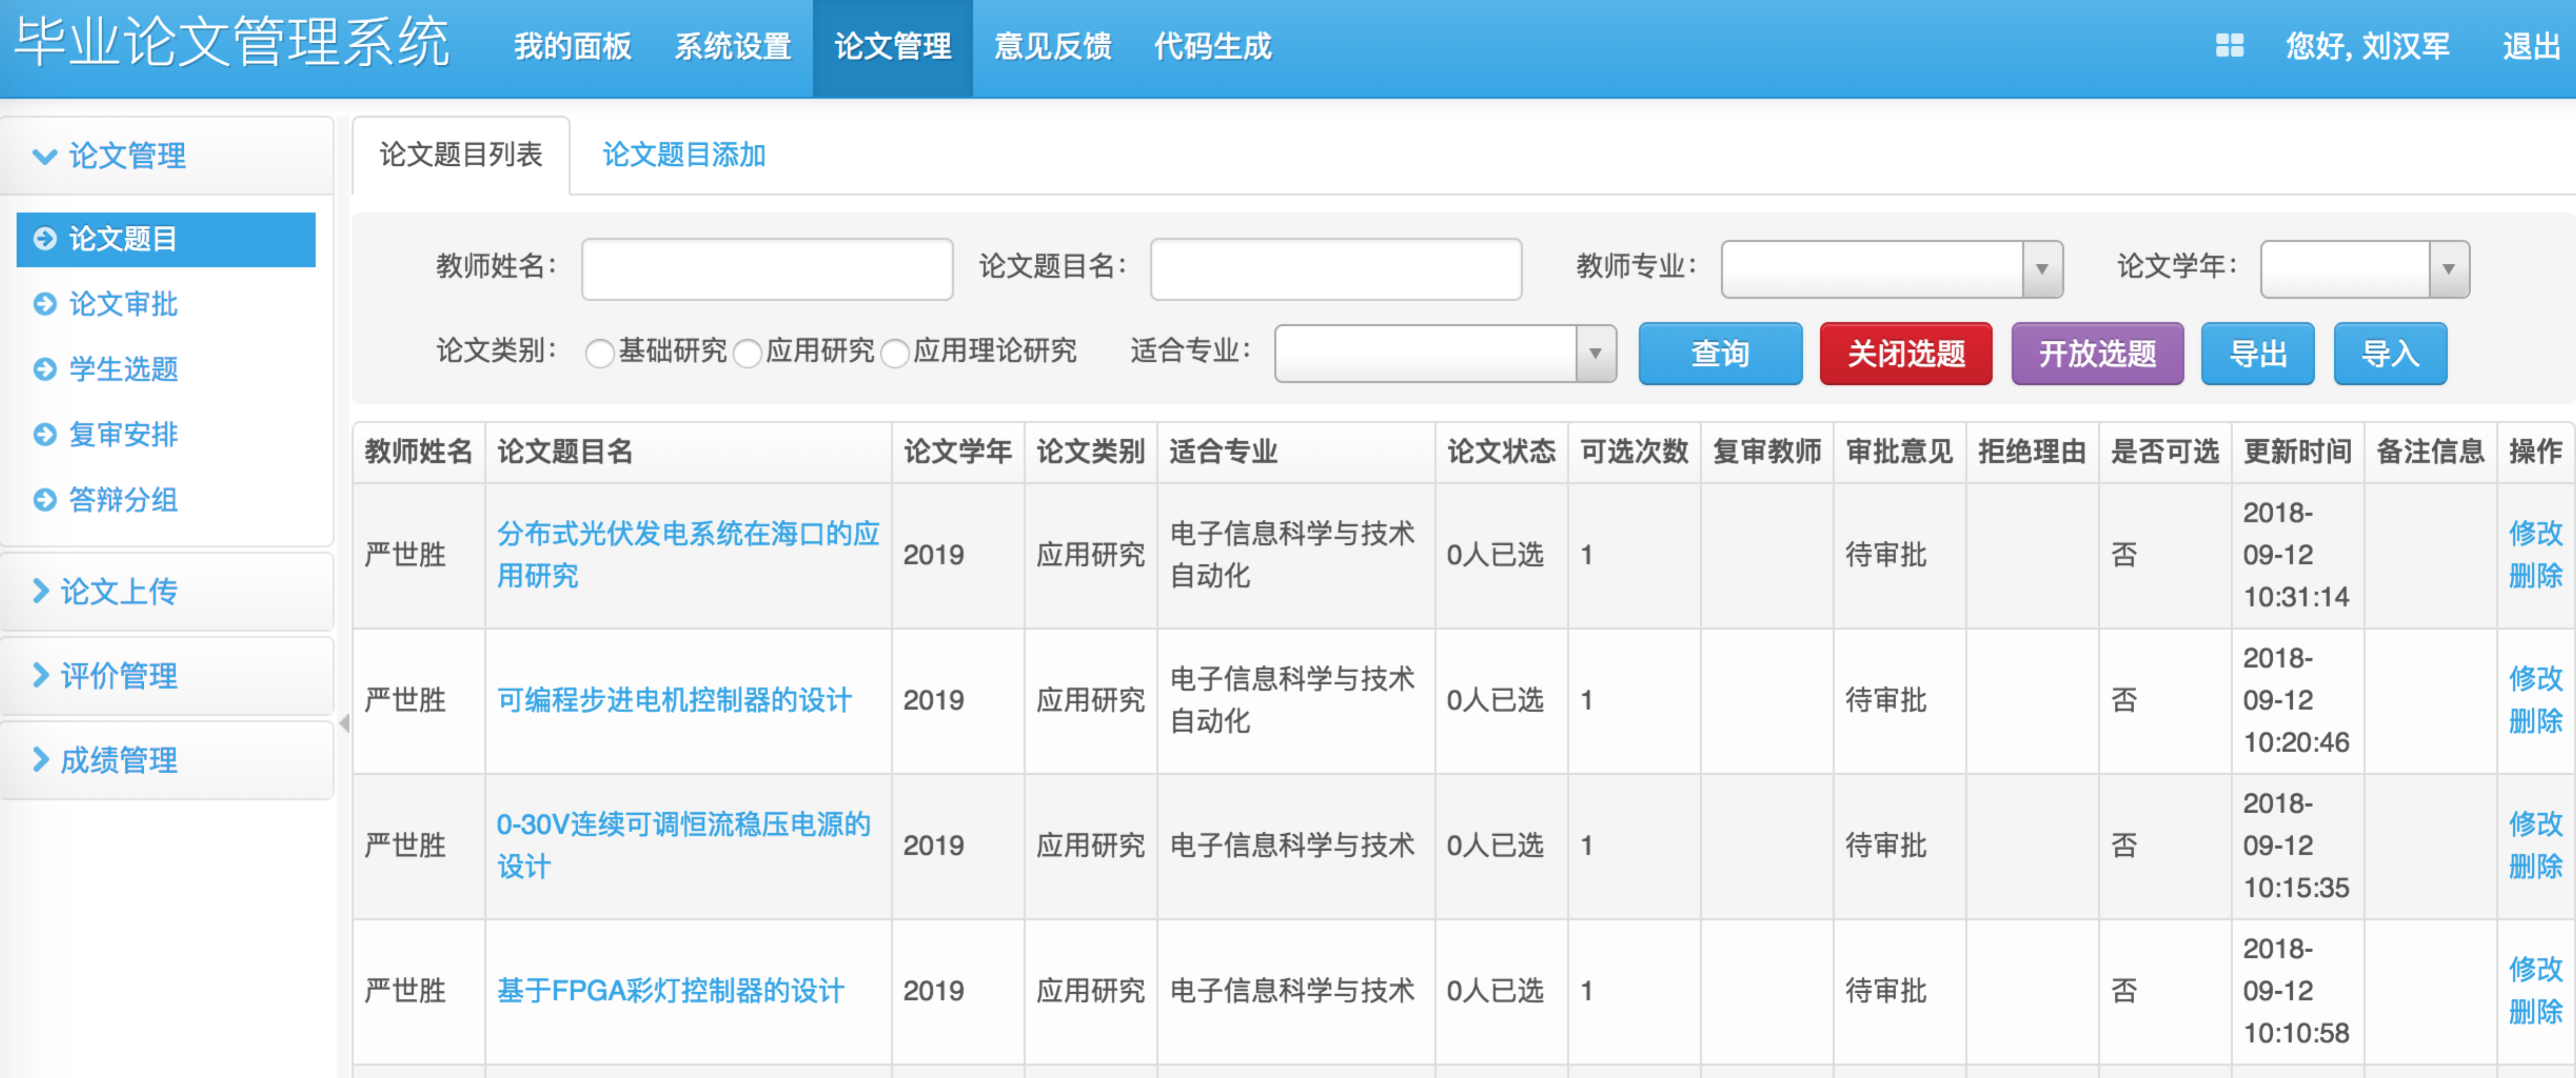 毕业论文管理系统 我的面板 系统设置 论文管理 意见反馈 代码生成 您好, 刘汉军 退出
论文管理
论文题目
论文审批
学生选题
复审安排
答辩分组
论文上传
评价管理
成绩管理
论文题目列表 论文题目添加
教师姓名： 论文题目名： 教师专业： 论文学年：
论文类别： 基础研究 应用研究 应用理论研究 适合专业： 查询 关闭选题 开放选题 导出 导入
教师姓名 论文题目名 论文学年 论文类别 适合专业 论文状态 可选次数 复审教师 审批意见 拒绝理由 是否可选 更新时间 备注信息 操作
严世胜 分布式光伏发电系统在海口的应
用研究 2019 应用研究 电子信息科学与技术
自动化 0人已选 1 待审批 否 2018-
09-12
10:31:14 修改
删除
严世胜 可编程步进电机控制器的设计 2019 应用研究 电子信息科学与技术
自动化 0人已选 1 待审批 否 2018-
09-12
10:20:46 修改
删除
严世胜 0-30V连续可调恒流稳压电源的
设计 2019 应用研究 电子信息科学与技术 0人已选 1 待审批 否 2018-
09-12
10:15:35 修改
删除
严世胜 基于FPGA彩灯控制器的设计 2019 应用研究 电子信息科学与技术 0人已选 1 待审批 否 2018-
09-12
10:10:58 修改
删除